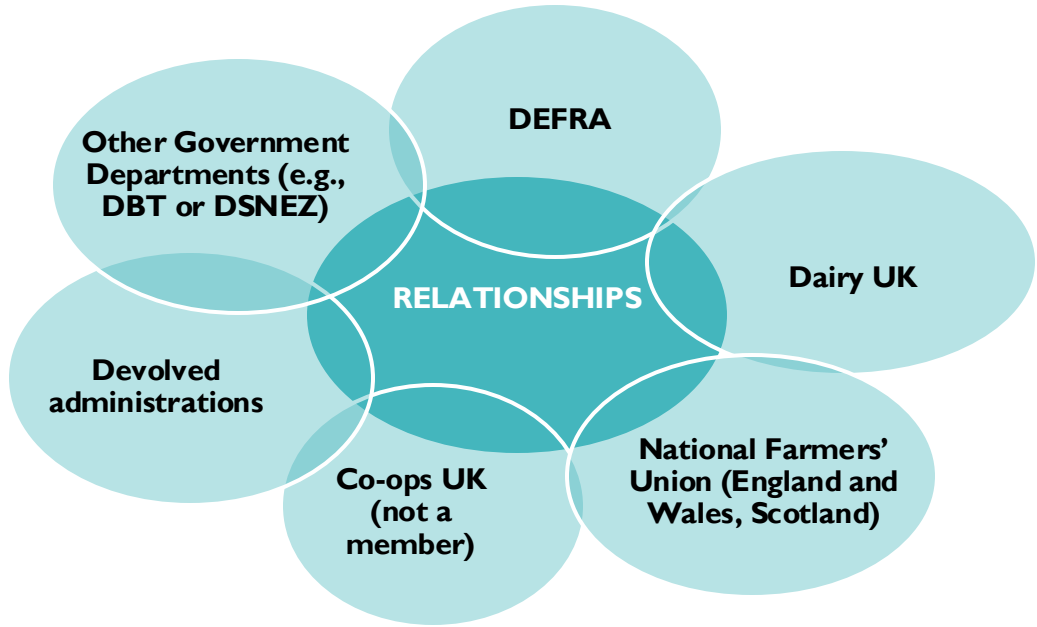 DEFRA
Other Government
Departments (e.g.,
DBT or DSNEZ)
Dairy UK
RELATIONSHIPS
Devolved
administrations
National Farmers’
Union (England and
Wales, Scotland)
Co-ops UK
(not a
member)